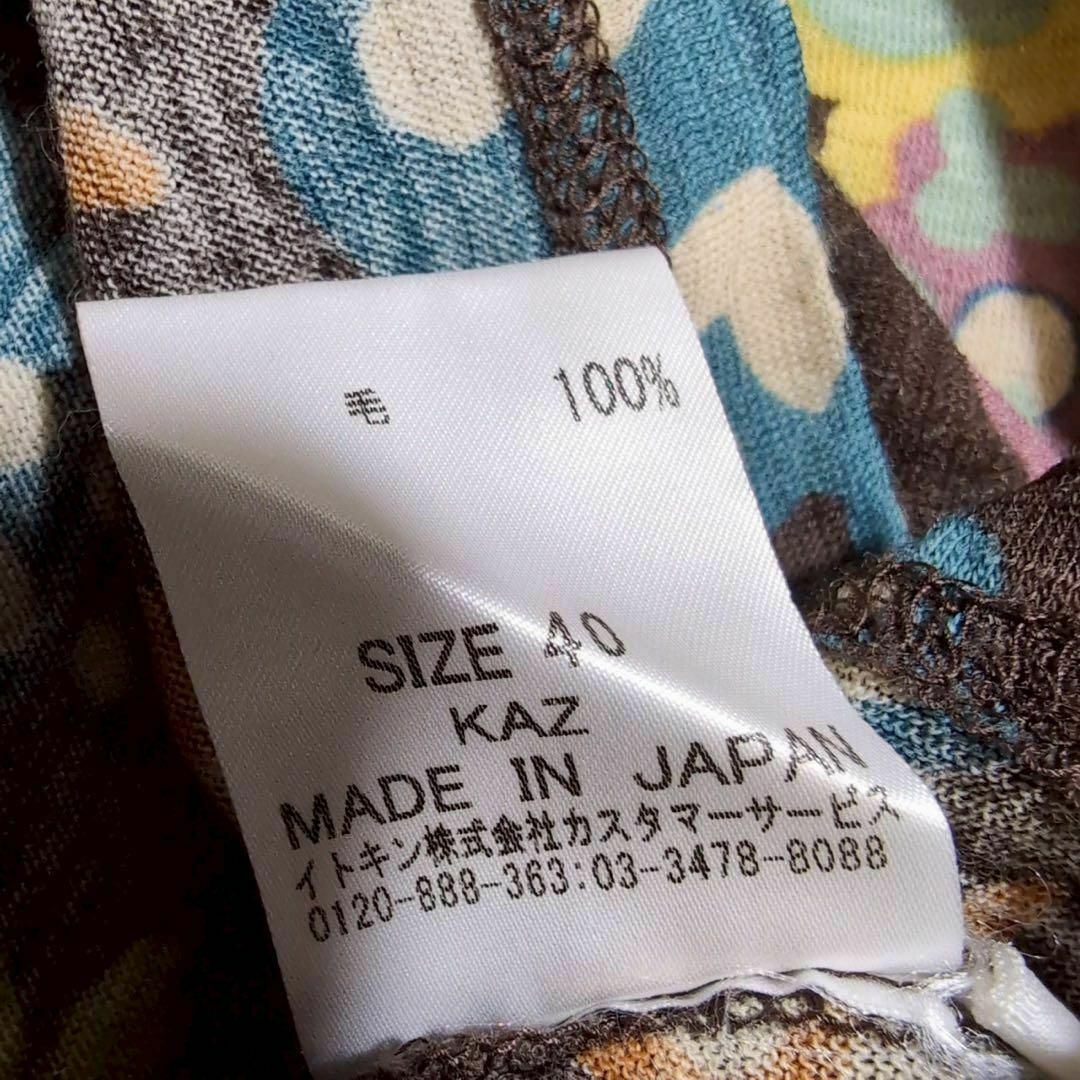 毛 100%
SIZE 40
KAZ
MADE IN JAPAN
イトキン株式会社カスタマーサービス
0120-888-363:03-3478-8088